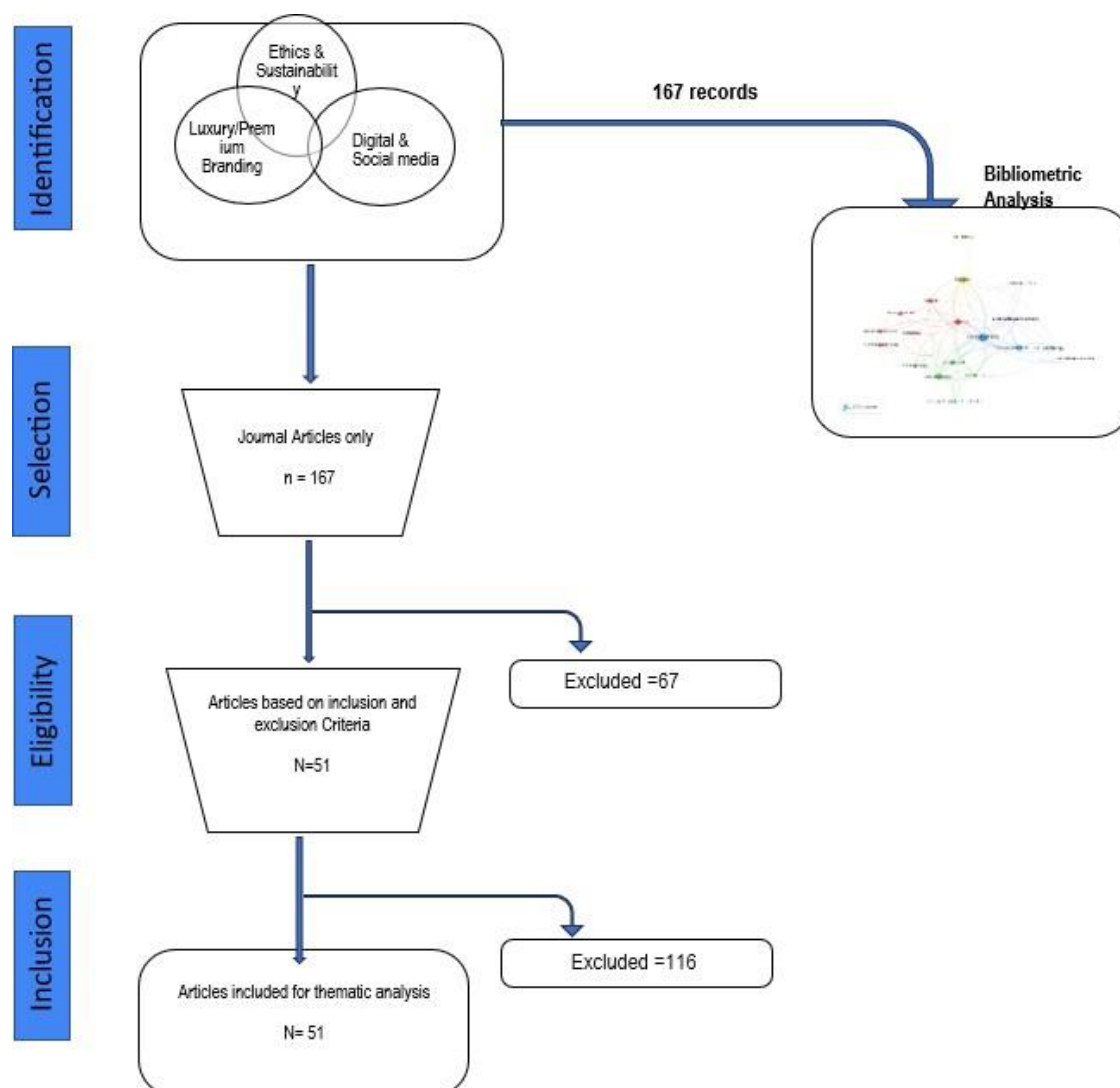 Identification
Ethics &
Sustainabilit
y
Luxury/Prem
ium
Branding
Digital &
Social media
167 records
Bibliometric
Analysis
Selection
Journal Articles only
n = 167
Eligibility
Excluded =67
Articles based on inclusion and
exclusion Criteria
N=51
Inclusion
Excluded =116
Articles included for thematic analysis
N= 51